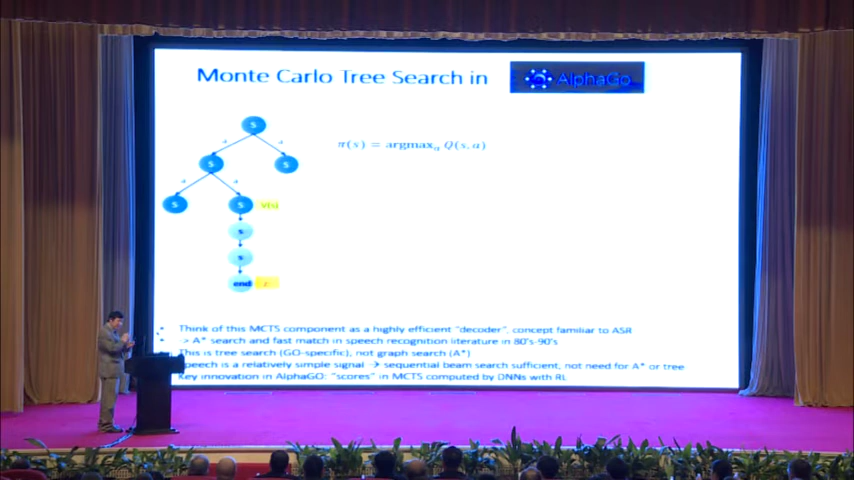 Monte Carlo Tree Search in AlphaGo
S
a a
S S
π(s) = argmaxₐ Q(s, a)
a a
S S V(s)
s
s
end r
Think of this MCTS component as a highly efficient "decoder", concept familiar to ASR
-> A* search and fast match in speech recognition literature in 80's-90's
This is tree search (GO-specific), not graph search (A*)
Speech is a relatively simple signal → sequential beam search sufficient, not need for A* or tree
Key innovation in AlphaGO: "scores" in MCTS computed by DNNs with RL